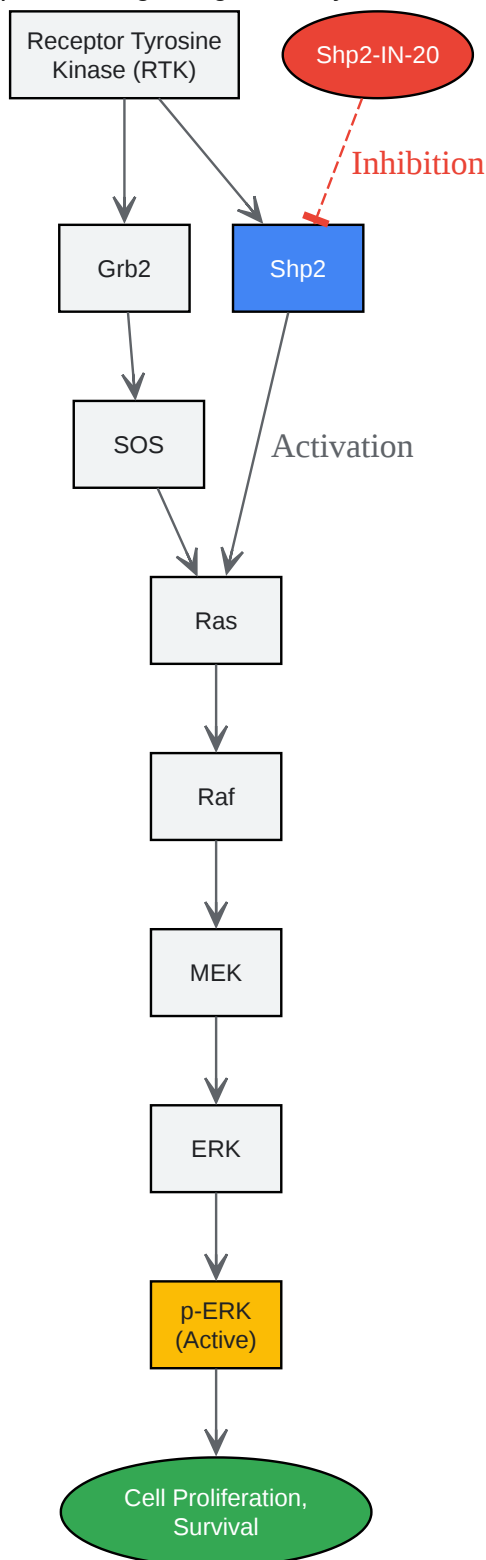 Receptor Tyrosine
Kinase (RTK)
Shp2-IN-20
Inhibition
Grb2
Shp2
SOS
Activation
Ras
Raf
MEK
ERK
p-ERK
(Active)
Cell Proliferation,
Survival